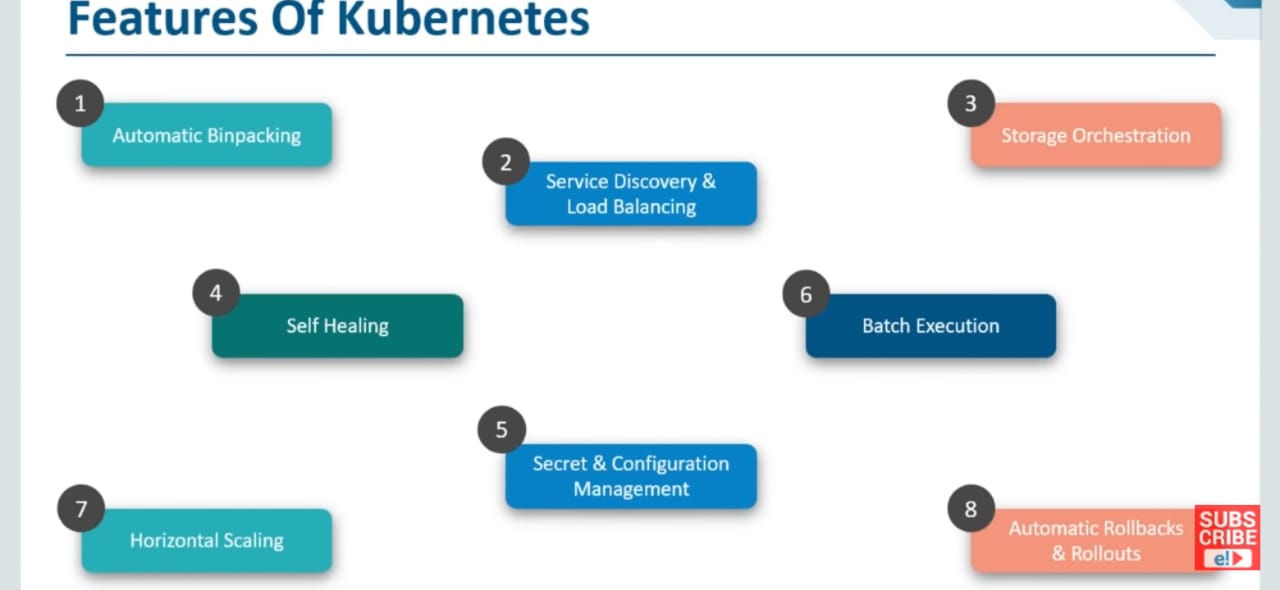 Features Of Kubernetes
1
Automatic Binpacking
2
Service Discovery &
Load Balancing
3
Storage Orchestration
4
Self Healing
6
Batch Execution
5
Secret & Configuration
Management
7
Horizontal Scaling
8
Automatic Rollbacks
& Rollouts
SUBS
CRIBE
e!